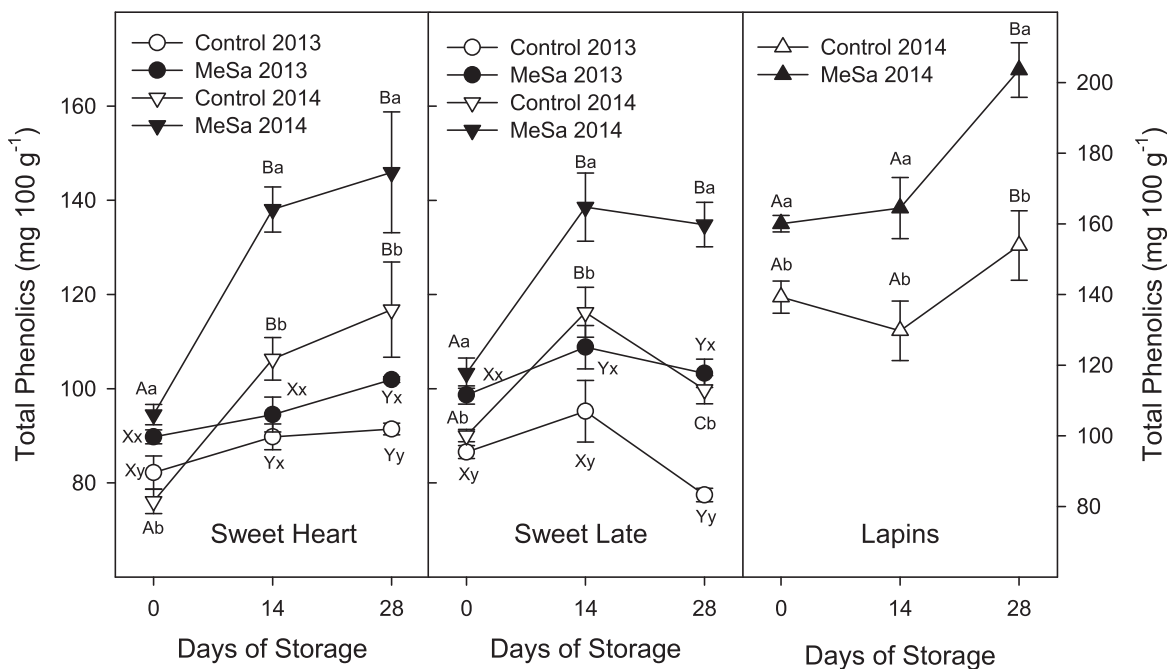 Total Phenolics (mg 100 g-1)
160
140
120
100
80
Control 2013
MeSa 2013
Control 2014
MeSa 2014
Ba
Ba
Bb
Bb
Aa
Xx
Yx
Xx
Xy
Yx
Yy
Ab
Sweet Heart
0 14 28
Days of Storage
Control 2013
MeSa 2013
Control 2014
MeSa 2014
Ba
Ba
Bb
Aa
Xx
Yx
Yx
Ab
Cb
Xy
Xy
Yy
Sweet Late
0 14 28
Days of Storage
Control 2014
MeSa 2014
Ba
Aa
Aa
Bb
Ab
Ab
Lapins
0 14 28
Days of Storage
200
180
160
140
120
100
80
Total Phenolics (mg 100 g-1)